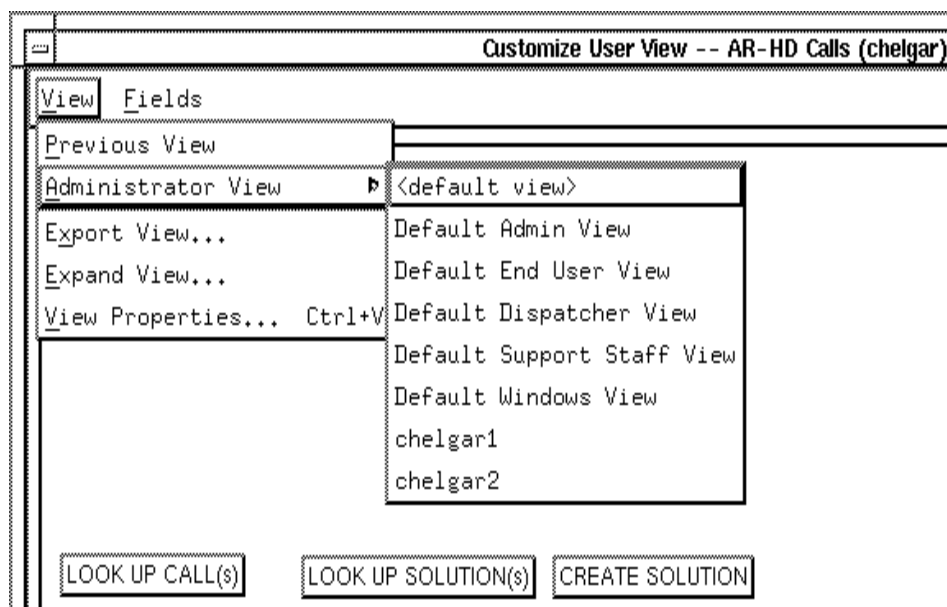 Customize User View -- AR-HD Calls (chelgar)
View Fields
Previous View
Administrator View
Export View...
Expand View...
View Properties... Ctrl+V
<default view>
Default Admin View
Default End User View
Default Dispatcher View
Default Support Staff View
Default Windows View
chelgar1
chelgar2
LOOK UP CALL(s) LOOK UP SOLUTION(s) CREATE SOLUTION